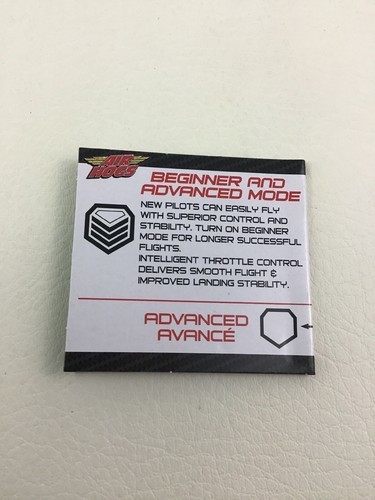 AIR
HOGS
BEGINNER AND
ADVANCED MODE
NEW PILOTS CAN EASILY FLY
WITH SUPERIOR CONTROL AND
STABILITY. TURN ON BEGINNER
MODE FOR LONGER SUCCESSFUL
FLIGHTS.
INTELLIGENT THROTTLE CONTROL
DELIVERS SMOOTH FLIGHT &
IMPROVED LANDING STABILITY.
ADVANCED
AVANCÉ